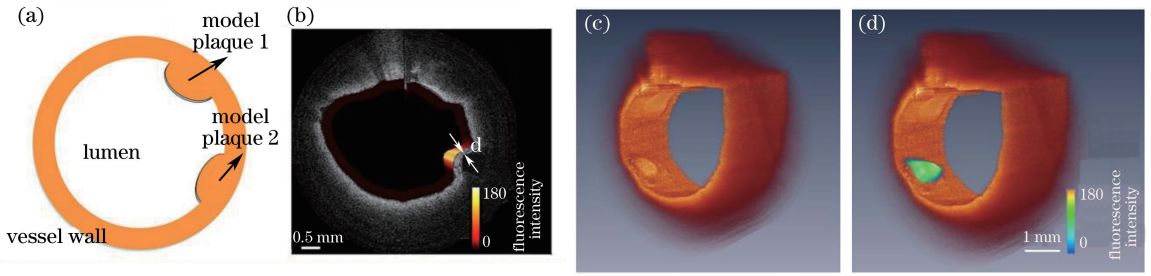 (a)
model
plaque 1
model
plaque 2
lumen
vessel wall
(b)
d
180
0
fluorescence
intensity
0.5 mm
(c)
(d)
180
0
fluorescence
intensity
1 mm